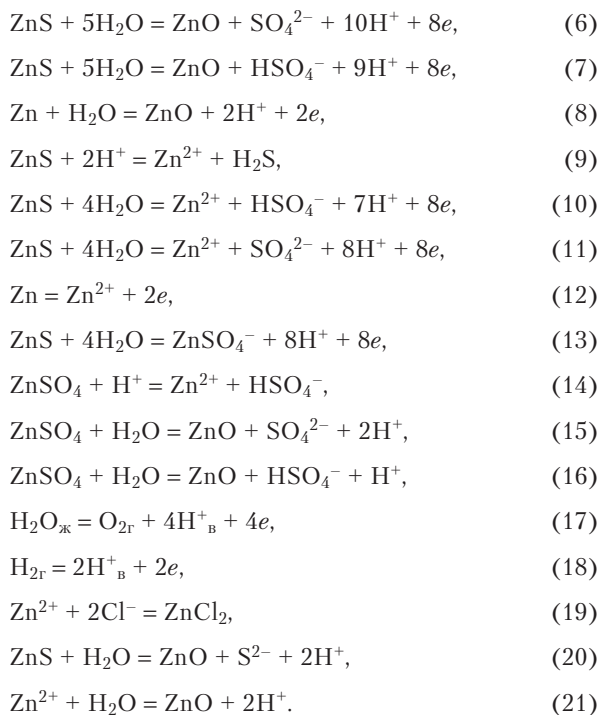 ZnS + 5H₂O = ZnO + SO₄²⁻ + 10H⁺ + 8e, (6)
ZnS + 5H₂O = ZnO + HSO₄⁻ + 9H⁺ + 8e, (7)
Zn + H₂O = ZnO + 2H⁺ + 2e, (8)
ZnS + 2H⁺ = Zn²⁺ + H₂S, (9)
ZnS + 4H₂O = Zn²⁺ + HSO₄⁻ + 7H⁺ + 8e, (10)
ZnS + 4H₂O = Zn²⁺ + SO₄²⁻ + 8H⁺ + 8e, (11)
Zn = Zn²⁺ + 2e, (12)
ZnS + 4H₂O = ZnSO₄⁻ + 8H⁺ + 8e, (13)
ZnSO₄ + H⁺ = Zn²⁺ + HSO₄⁻, (14)
ZnSO₄ + H₂O = ZnO + SO₄²⁻ + 2H⁺, (15)
ZnSO₄ + H₂O = ZnO + HSO₄⁻ + H⁺, (16)
H₂Oж = O₂г + 4H⁺в + 4e, (17)
H₂г = 2H⁺в + 2e, (18)
Zn²⁺ + 2Cl⁻ = ZnCl₂, (19)
ZnS + H₂O = ZnO + S²⁻ + 2H⁺, (20)
Zn²⁺ + H₂O = ZnO + 2H⁺. (21)